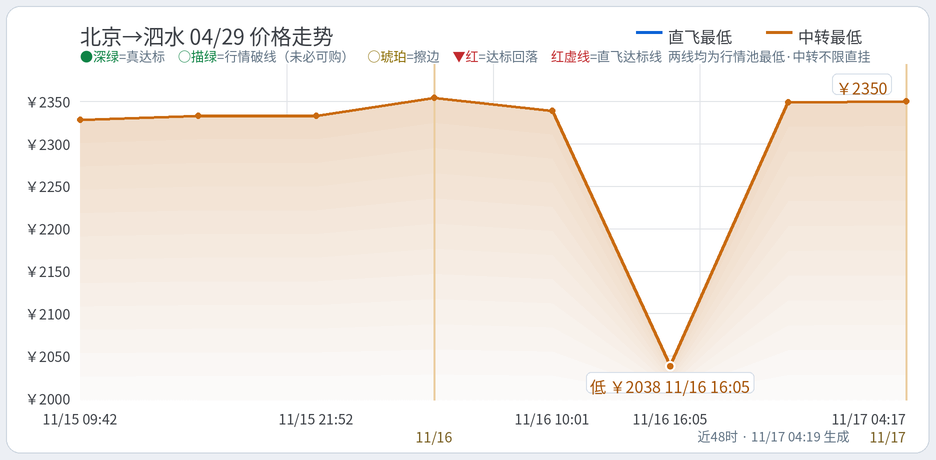 北京→泗水 04/29 价格走势
直飞最低 中转最低
●深绿=真达标 ○描绿=行情破线（未必可购） ○琥珀=擦边 ▼红=达标回落 红虚线=直飞达标线 两线均为行情池最低·中转不限直挂
￥2350
￥2350
￥2300
￥2250
￥2200
￥2150
￥2100
￥2050
￥2000
低 ￥2038 11/16 16:05
11/15 09:42 11/15 21:52 11/16 10:01 11/16 16:05 11/17 04:17
11/16 近48时 · 11/17 04:19 生成 11/17